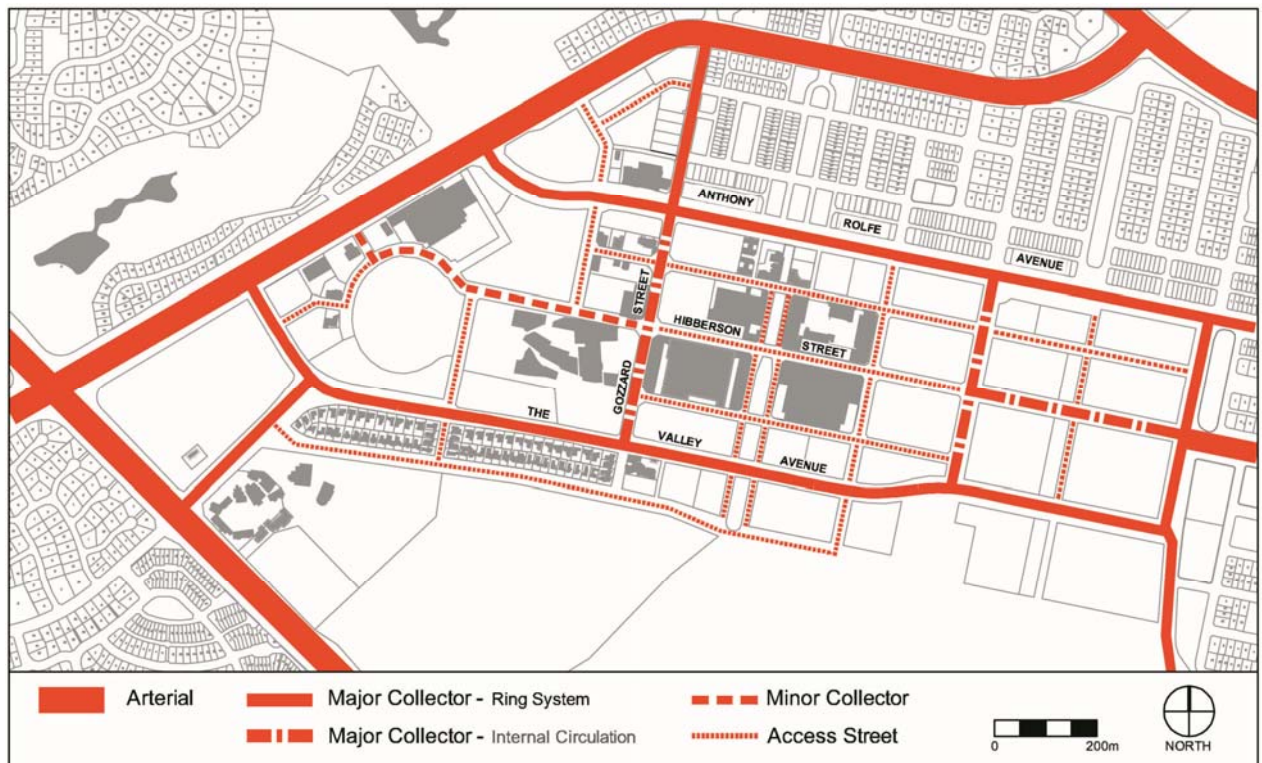 ANTHONY
ROLFE
AVENUE
STREET
HIBBERSON
STREET
GOZZARD
THE
VALLEY
AVENUE
Arterial
Major Collector - Ring System
Minor Collector
Major Collector - Internal Circulation
Access Street
0 200m
NORTH